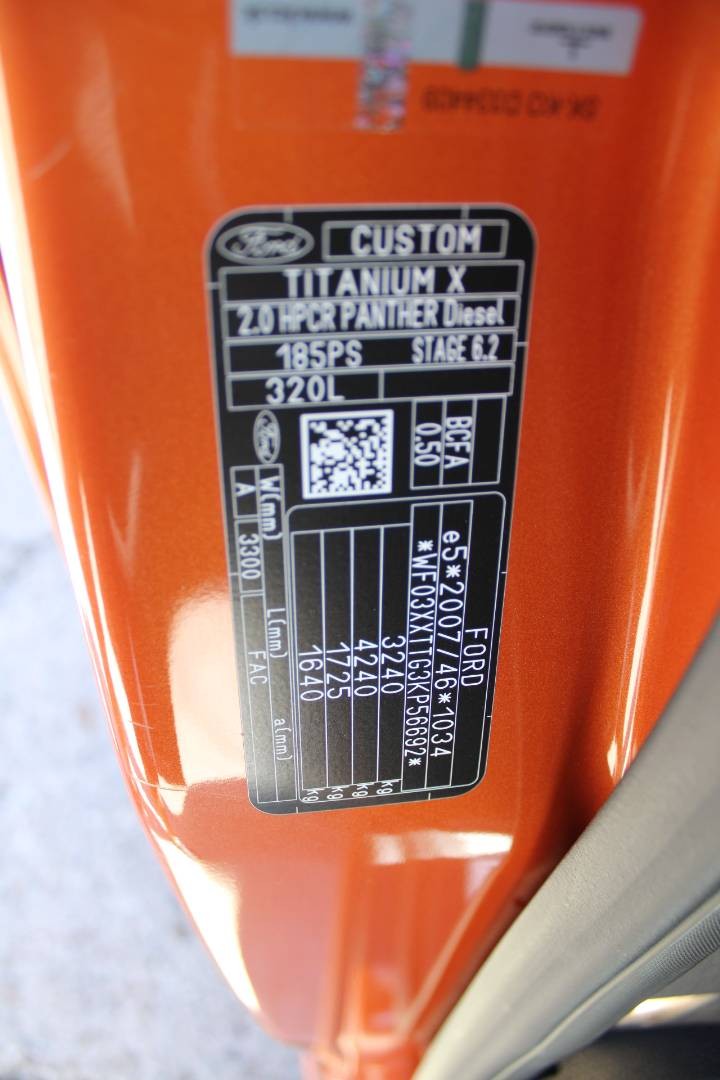 Ford CUSTOM
TITANIUM X
2.0 HPCR PANTHER Diesel
185PS STAGE 6.2
320L
BCFA
0.50
Ford
FORD
e5*2007/46*1034
*WF03XXTTG3KP56692*
3240 kg
4240 kg
1725 kg
1640 kg
W(mm) L(mm) a(mm)
A 3300 FAC